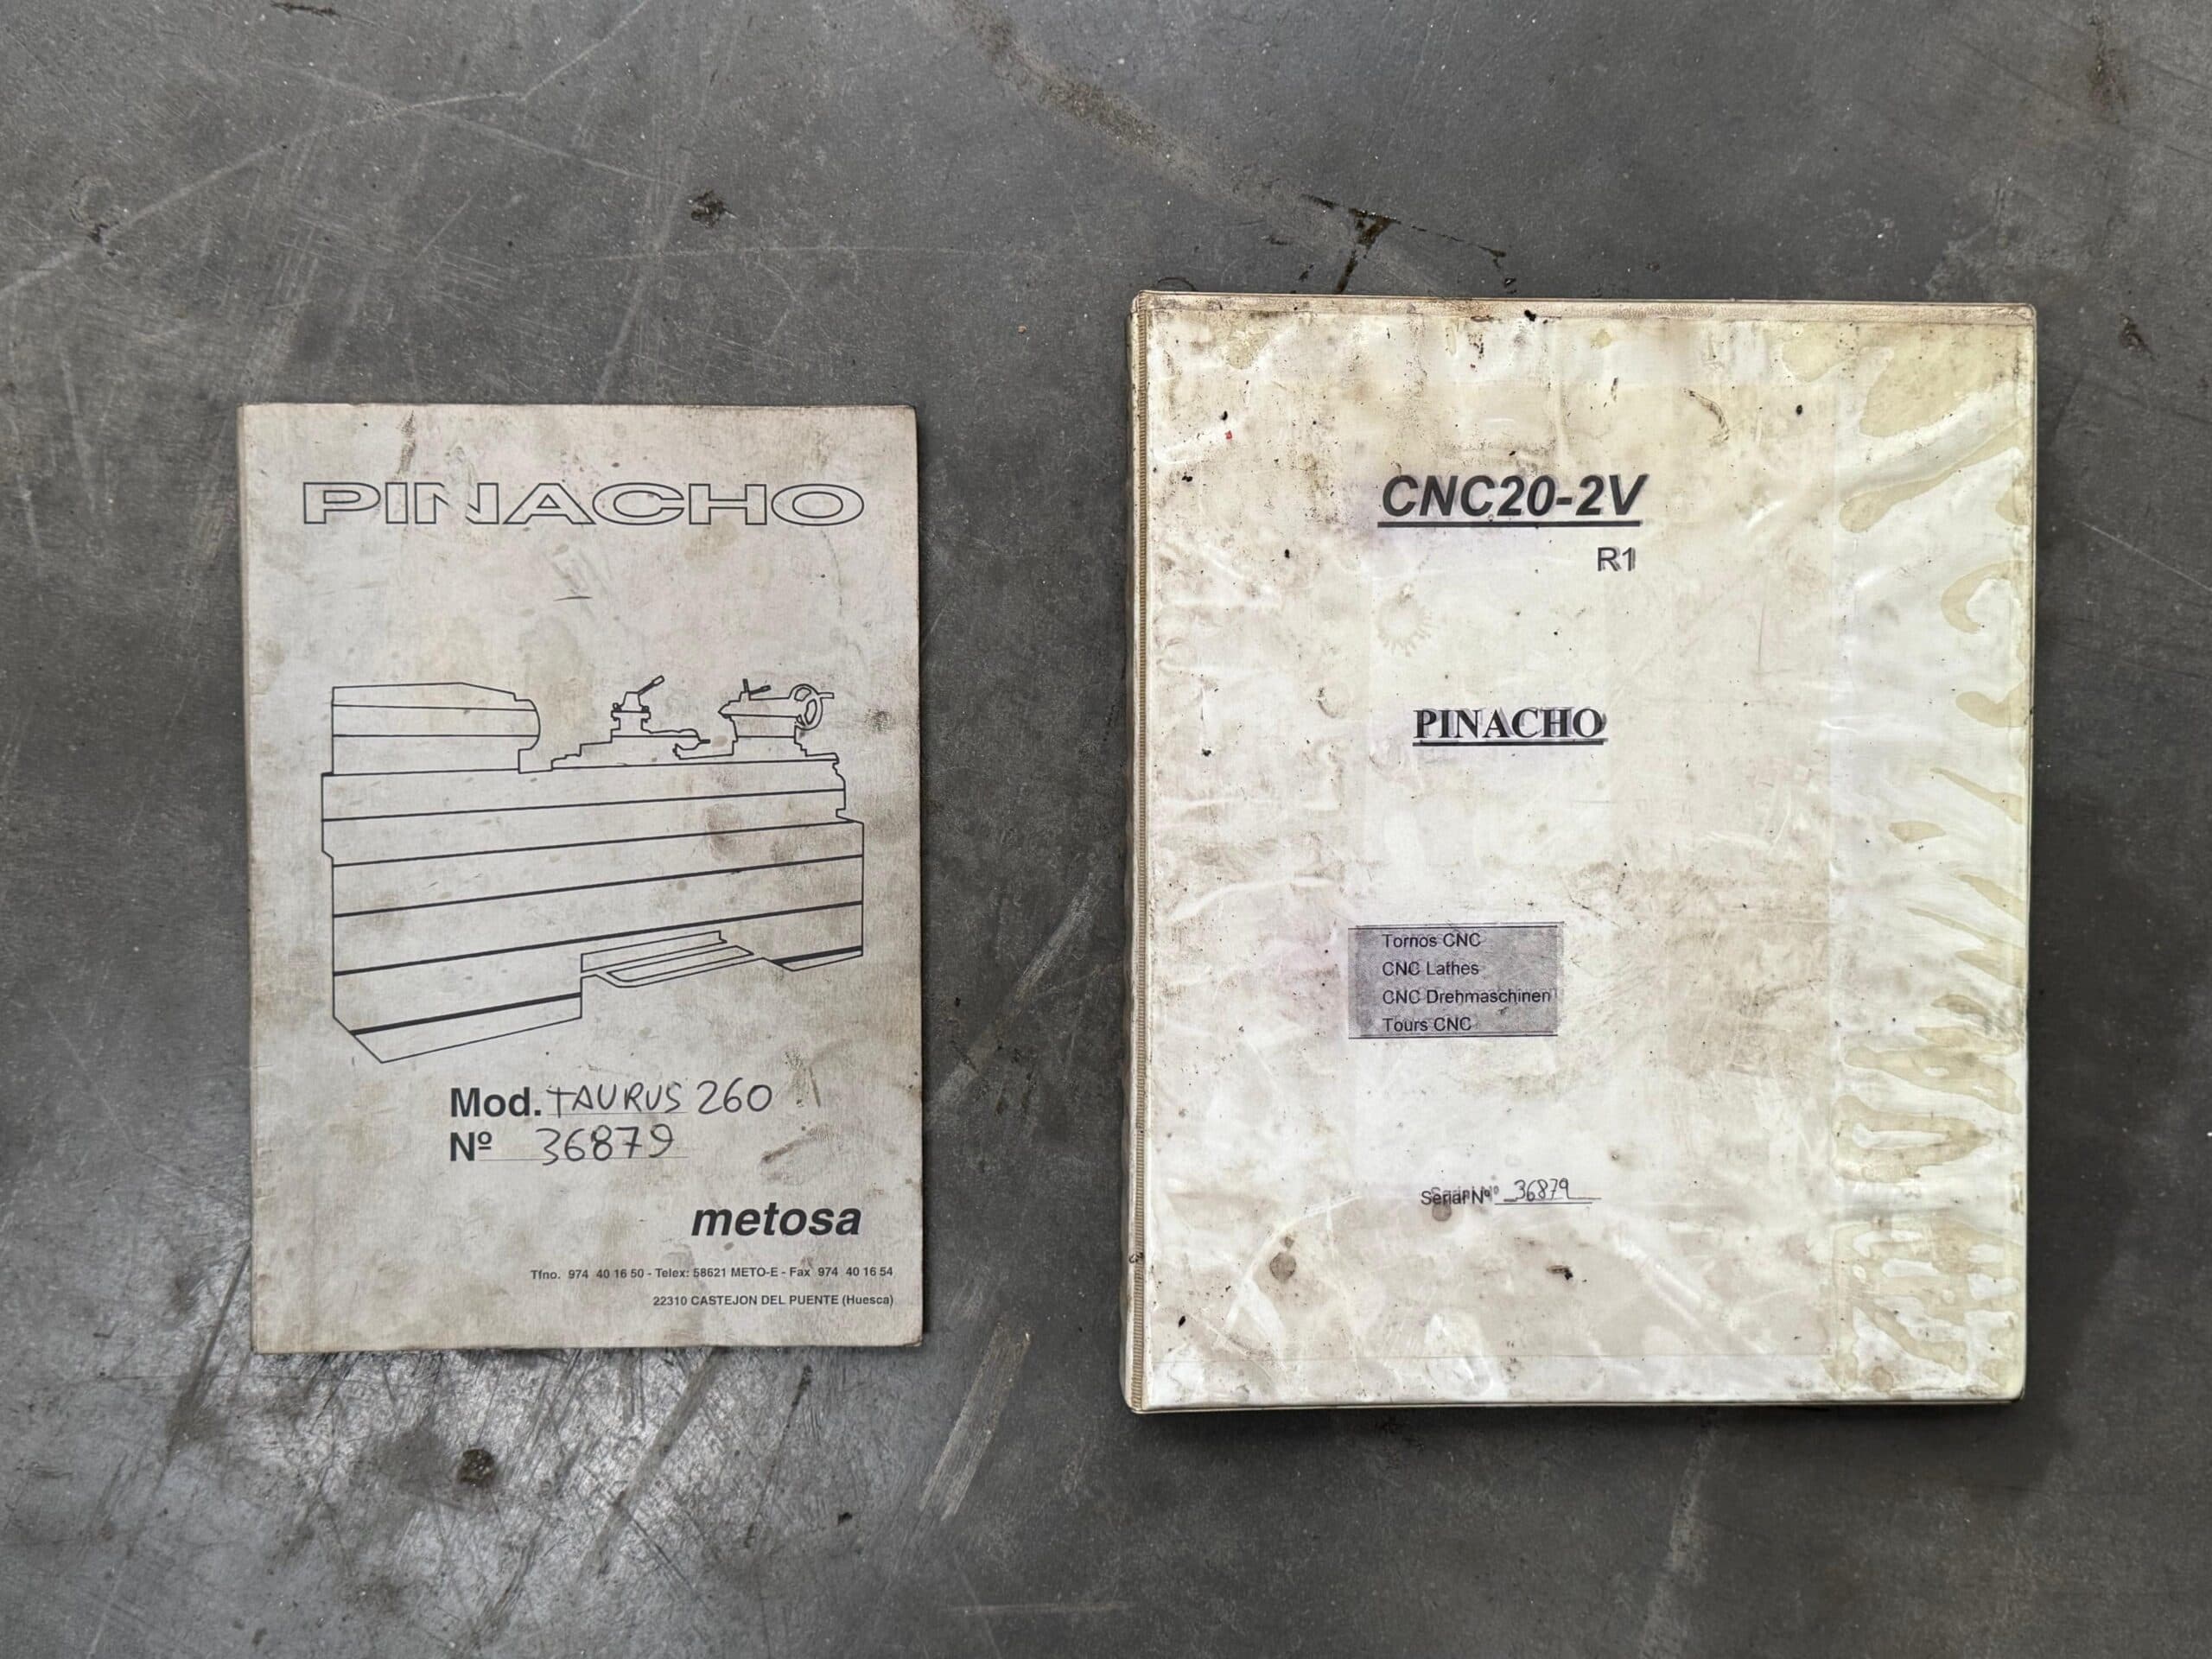 PINACHO
Mod. TAURUS 260
Nº 36879
metosa
Tfno. 974 40 16 50 - Telex: 58621 METO-E - Fax 974 40 16 54
22310 CASTEJON DEL PUENTE (Huesca)
CNC20-2V
R1
PINACHO
Tornos CNC
CNC Lathes
CNC Drehmaschinen
Tours CNC
Serial Nº 36879